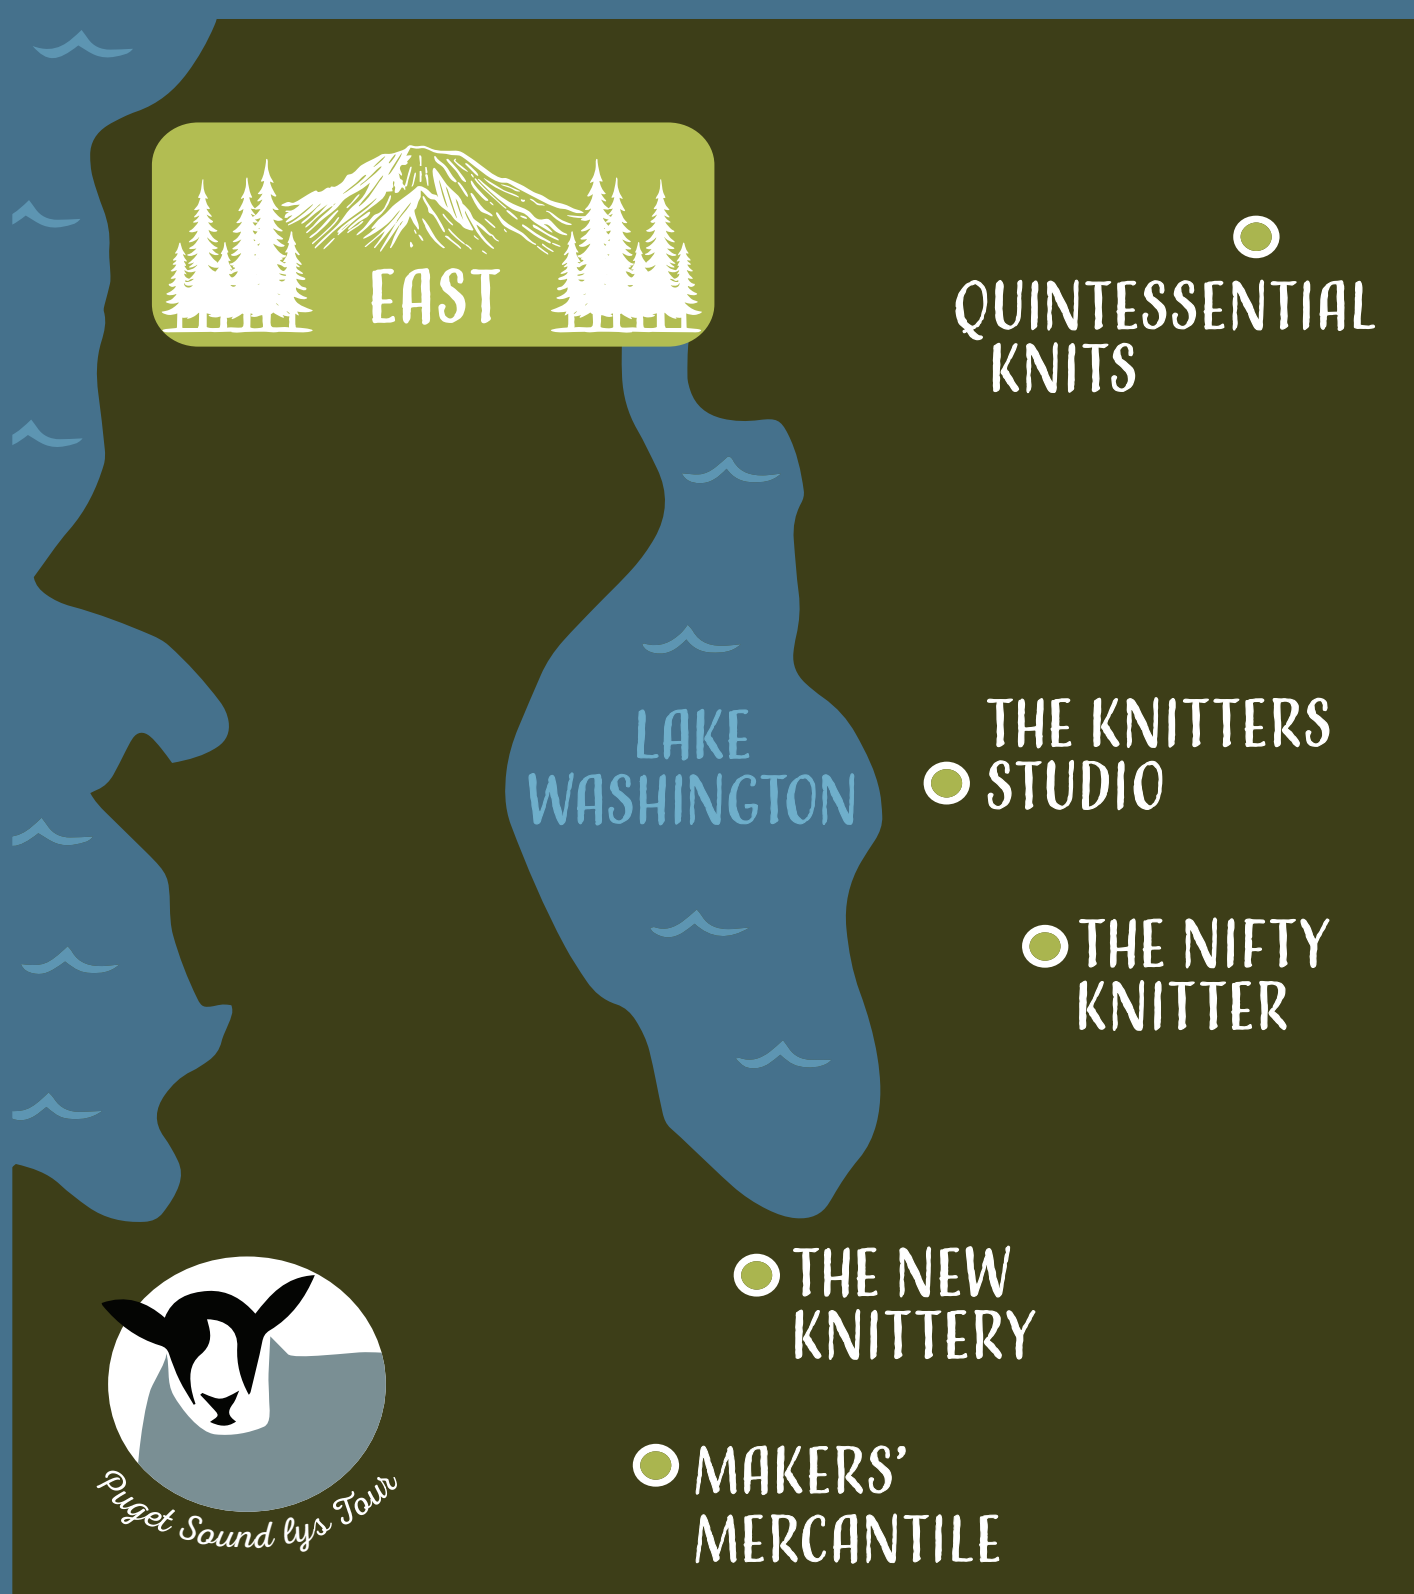 EAST
QUINTESSENTIAL
KNITS
THE KNITTERS
STUDIO
LAKE
WASHINGTON
THE NIFTY
KNITTER
THE NEW
KNITTERY
MAKERS’
MERCANTILE
Puget Sound lys Tour